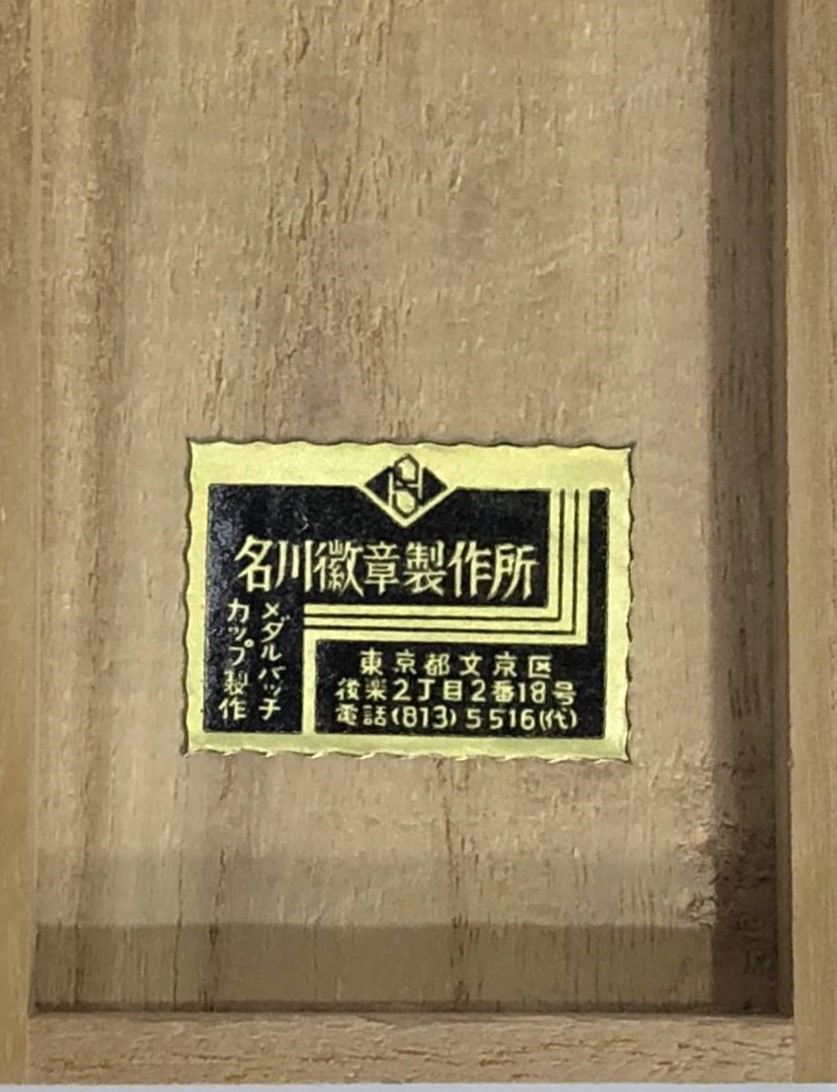 名川徽章製作所
メダルバッチ
カップ製作
東京都文京区
後楽2丁目2番18号
電話(813)5516(代)